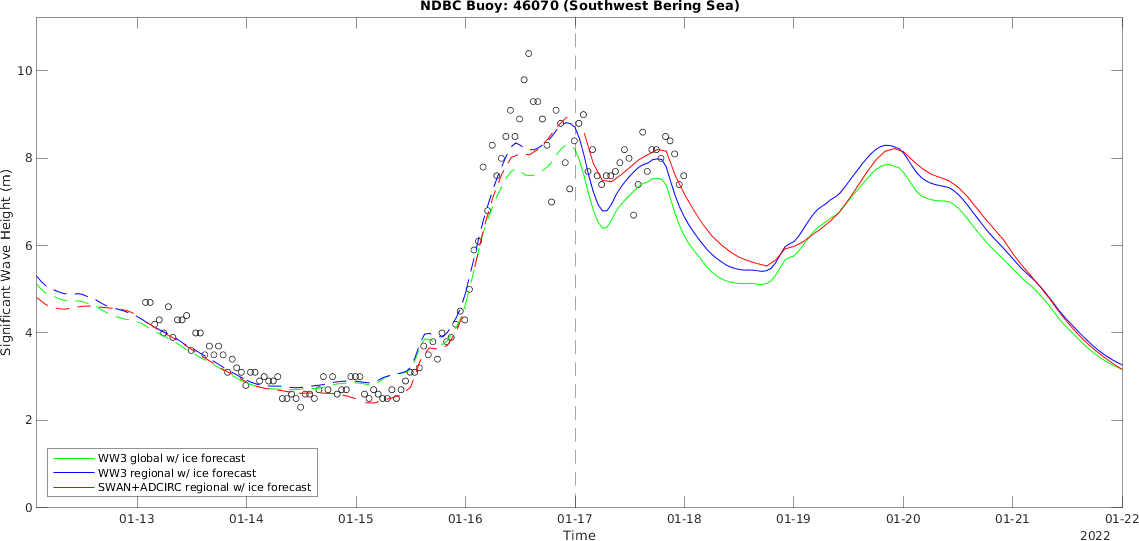 NDBC Buoy: 46070 (Southwest Bering Sea)
Significant Wave Height (m)
10
8
6
4
2
0
WW3 global w/ ice forecast
WW3 regional w/ ice forecast
SWAN+ADCIRC regional w/ ice forecast
01-13 01-14 01-15 01-16 01-17 01-18 01-19 01-20 01-21 01-22
Time
2022